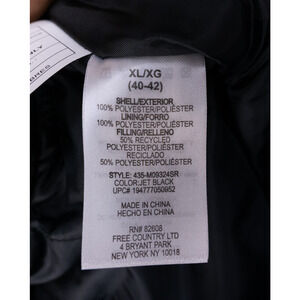 XL/XG
(40-42)
SHELL/EXTERIOR
100% POLYESTER/POLIÉSTER
LINING/FORRO
100% POLYESTER/POLIÉSTER
FILLING/RELLENO
50% RECYCLED
POLYESTER/POLIÉSTER
RECICLADO
50% POLYESTER/POLIÉSTER
STYLE: 435-M09324SR
COLOR:JET BLACK
UPC# 194777050952
MADE IN CHINA
HECHO EN CHINA
RN# 82608
FREE COUNTRY LTD
4 BRYANT PARK
NEW YORK NY 10018